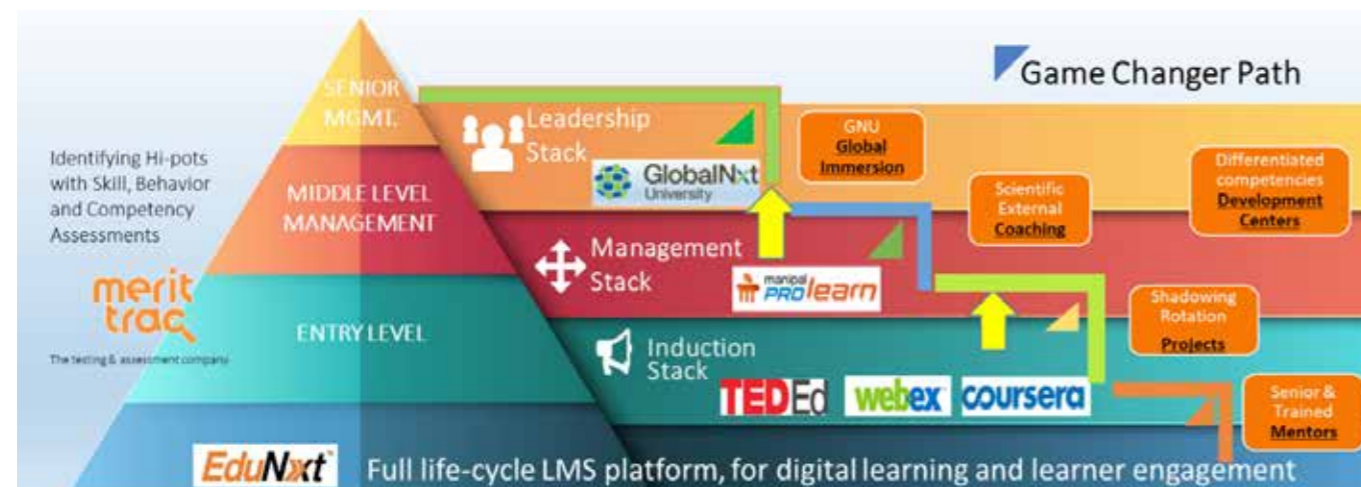 Game Changer Path
SENIOR
MGMT.
Identifying Hi-pots
with Skill, Behavior
and Competency
Assessments
merit
trac
The testing & assessment company
MIDDLE LEVEL
MANAGEMENT
ENTRY LEVEL
Leadership
Stack
GlobalNxt
University
GNU
Global
Immersion
Scientific
External
Coaching
Differentiated
competencies
Development
Centers
Management
Stack
manipal
PROlearn
Shadowing
Rotation
Projects
Induction
Stack
TEDEd
webex
coursera
Senior &
Trained
Mentors
EduNxt
Full life-cycle LMS platform, for digital learning and learner engagement